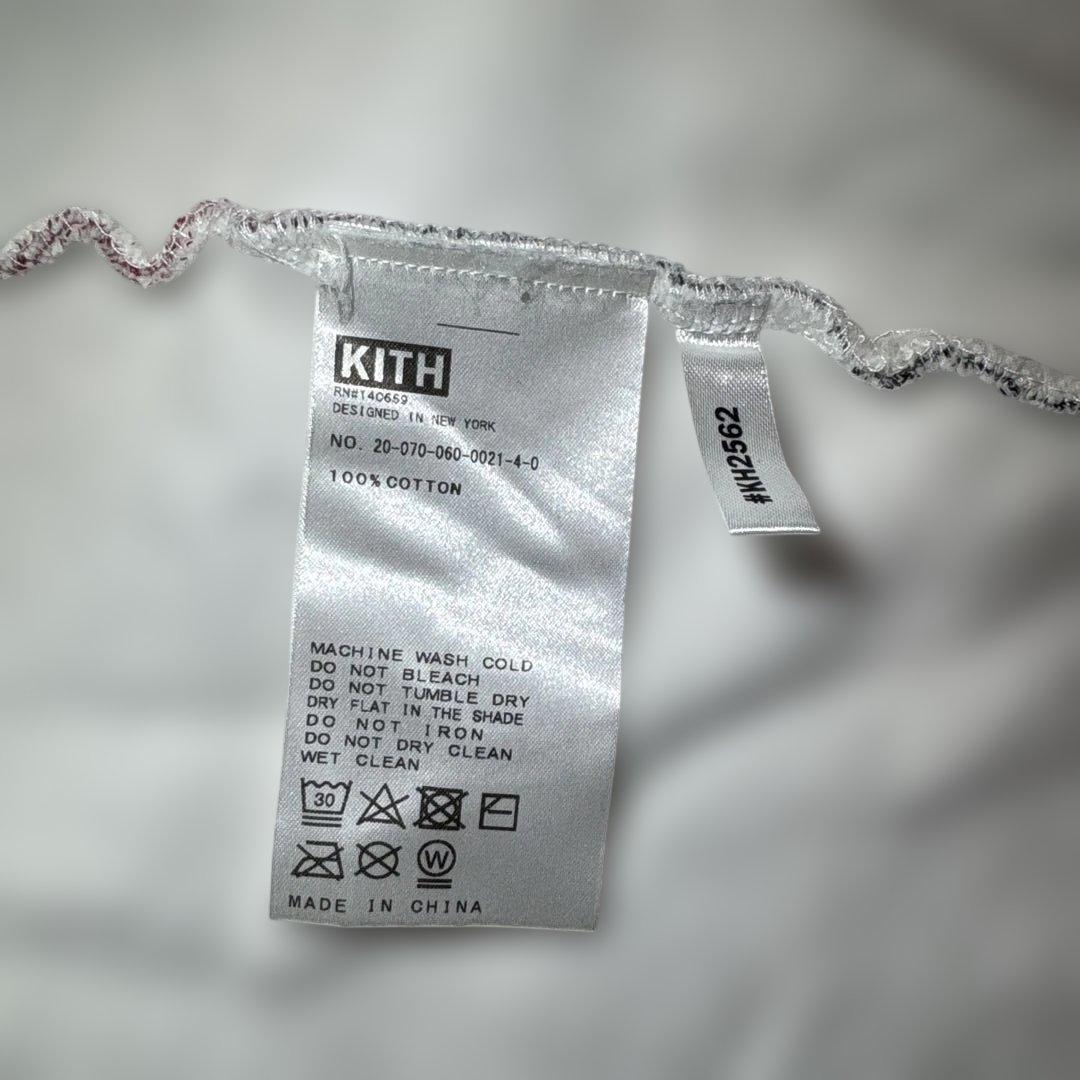 KITH
RN#140659
DESIGNED IN NEW YORK
NO. 20-070-060-0021-4-0
100% COTTON
MACHINE WASH COLD
DO NOT BLEACH
DO NOT TUMBLE DRY
DRY FLAT IN THE SHADE
DO NOT IRON
DO NOT DRY CLEAN
WET CLEAN
30
W
MADE IN CHINA
#KH2562